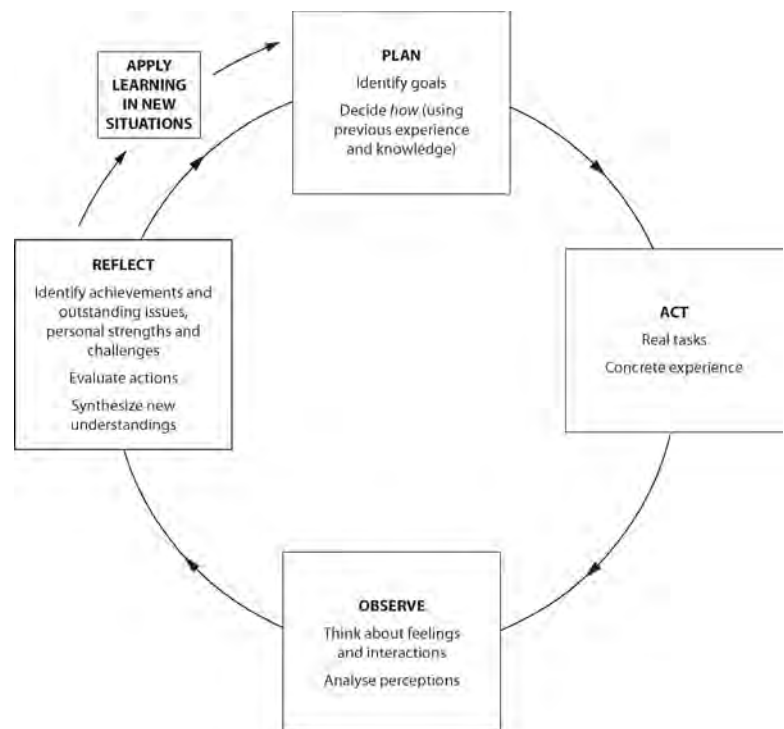 APPLY
LEARNING
IN NEW
SITUATIONS
PLAN
Identify goals
Decide how (using
previous experience
and knowledge)
REFLECT
Identify achievements and
outstanding issues,
personal strengths and
challenges
Evaluate actions
Synthesize new
understandings
ACT
Real tasks
Concrete experience
OBSERVE
Think about feelings
and interactions
Analyse perceptions